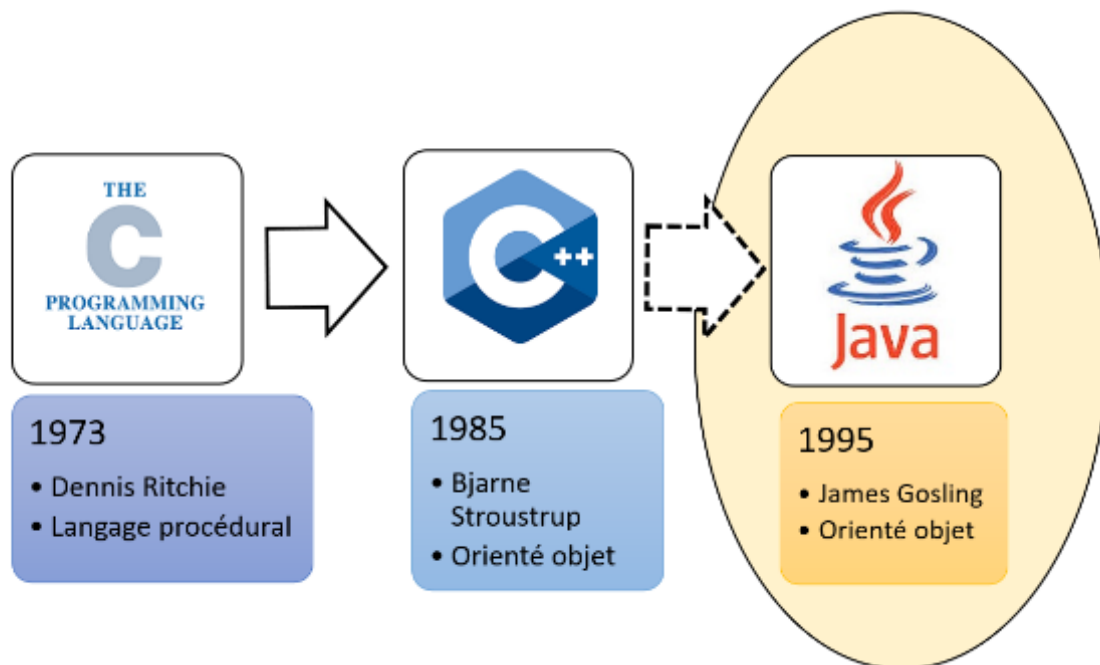 THE
C
PROGRAMMING
LANGUAGE
1973
• Dennis Ritchie
• Langage procédural
C++
1985
• Bjarne
Stroustrup
• Orienté objet
Java
1995
• James Gosling
• Orienté objet